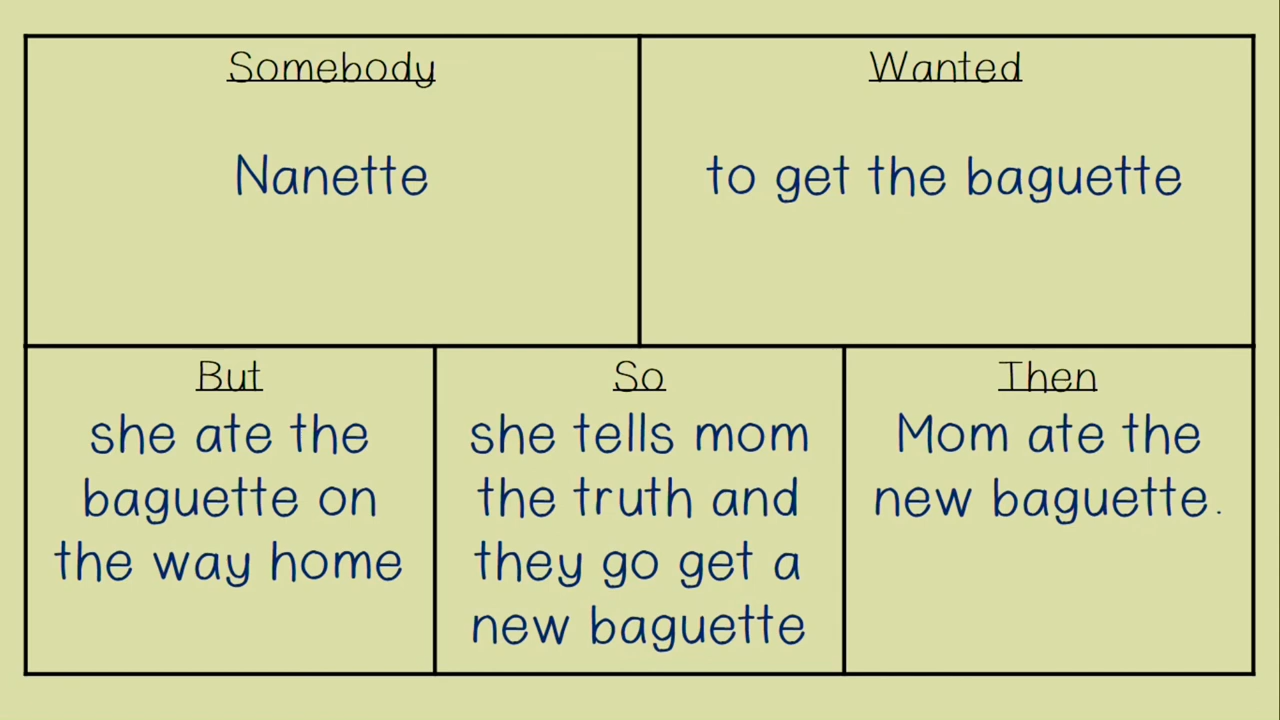 Somebody
Nanette
Wanted
to get the baguette
But
she ate the
baguette on
the way home
So
she tells mom
the truth and
they go get a
new baguette
Then
Mom ate the
new baguette.